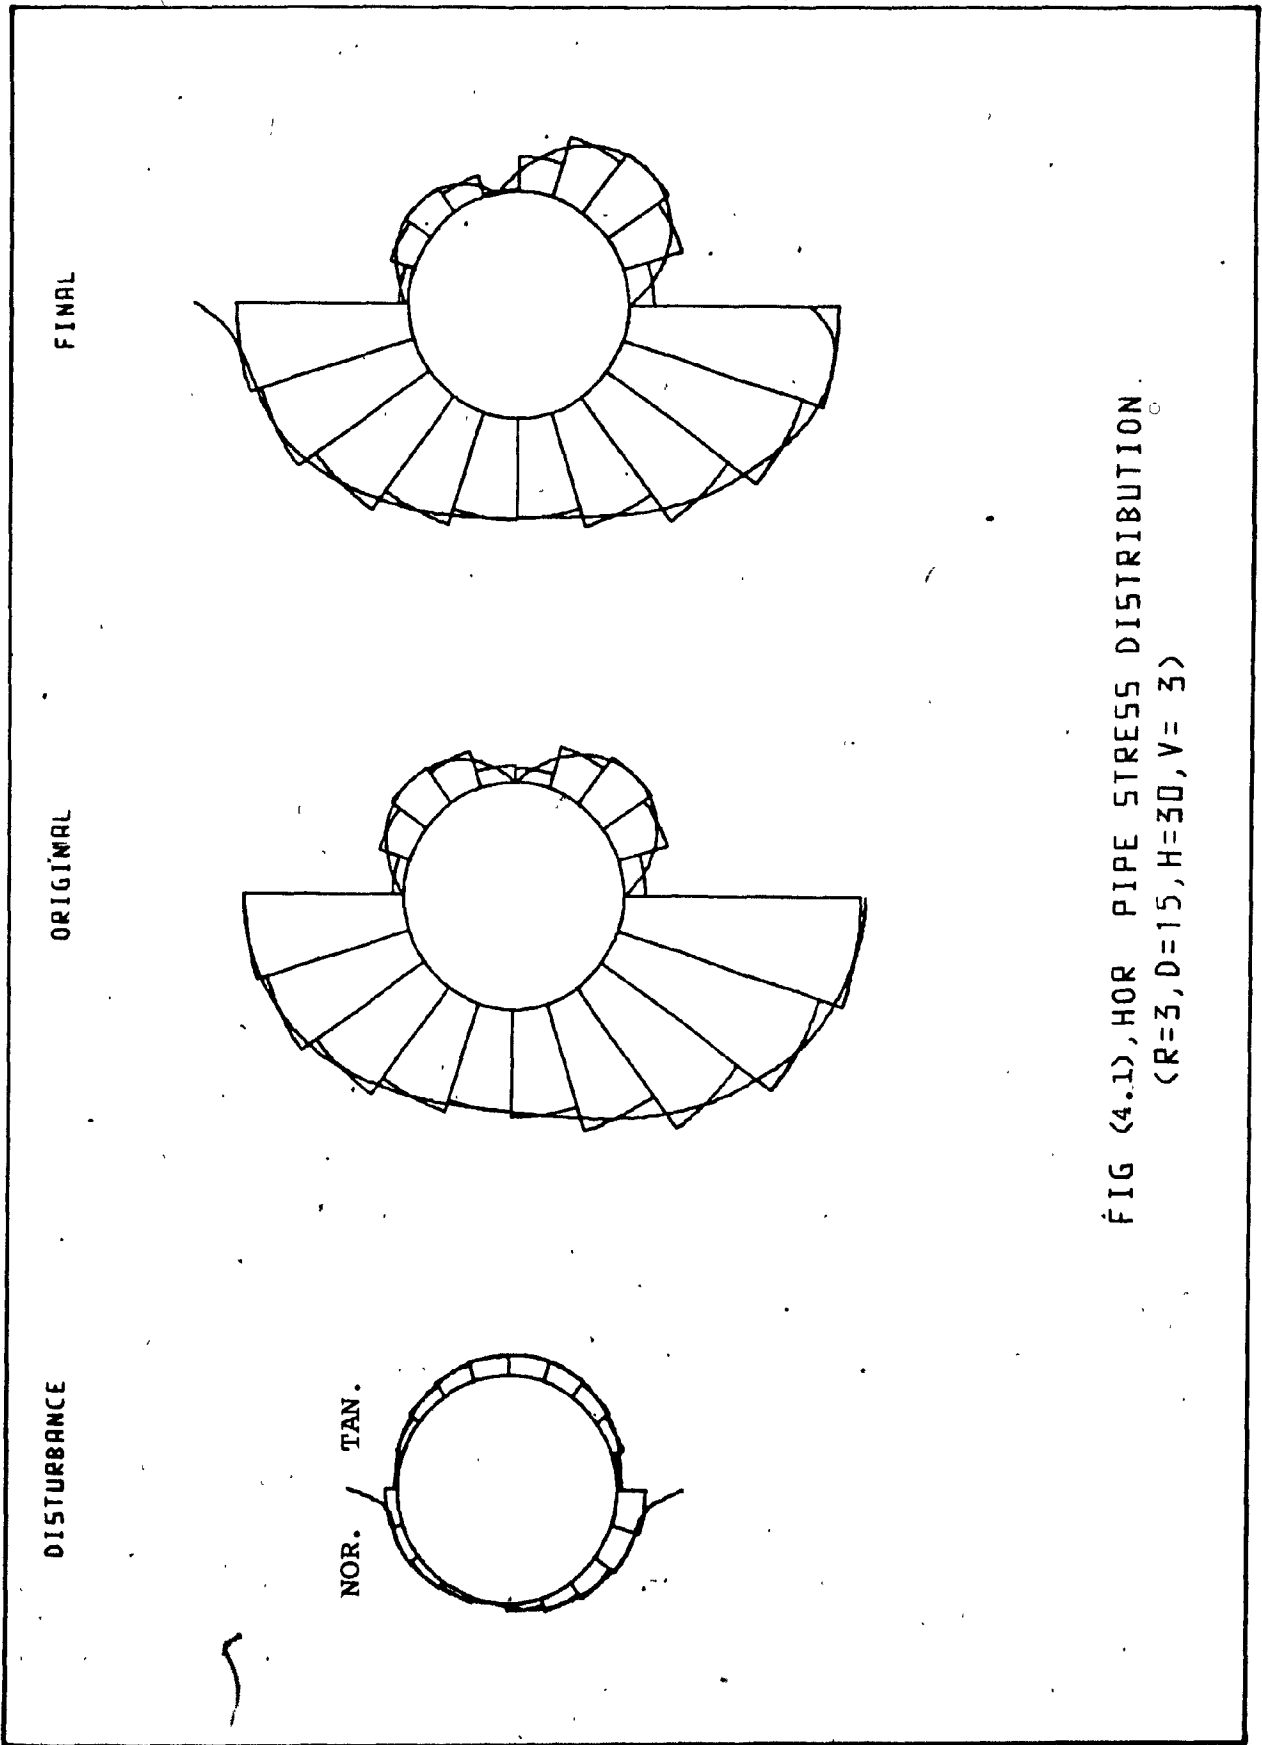 DISTURBANCE
ORIGINAL
FINAL
NOR.
TAN.
FIG (4.1), HOR PIPE STRESS DISTRIBUTION
(R=3,D=15,H=30,V= 3)